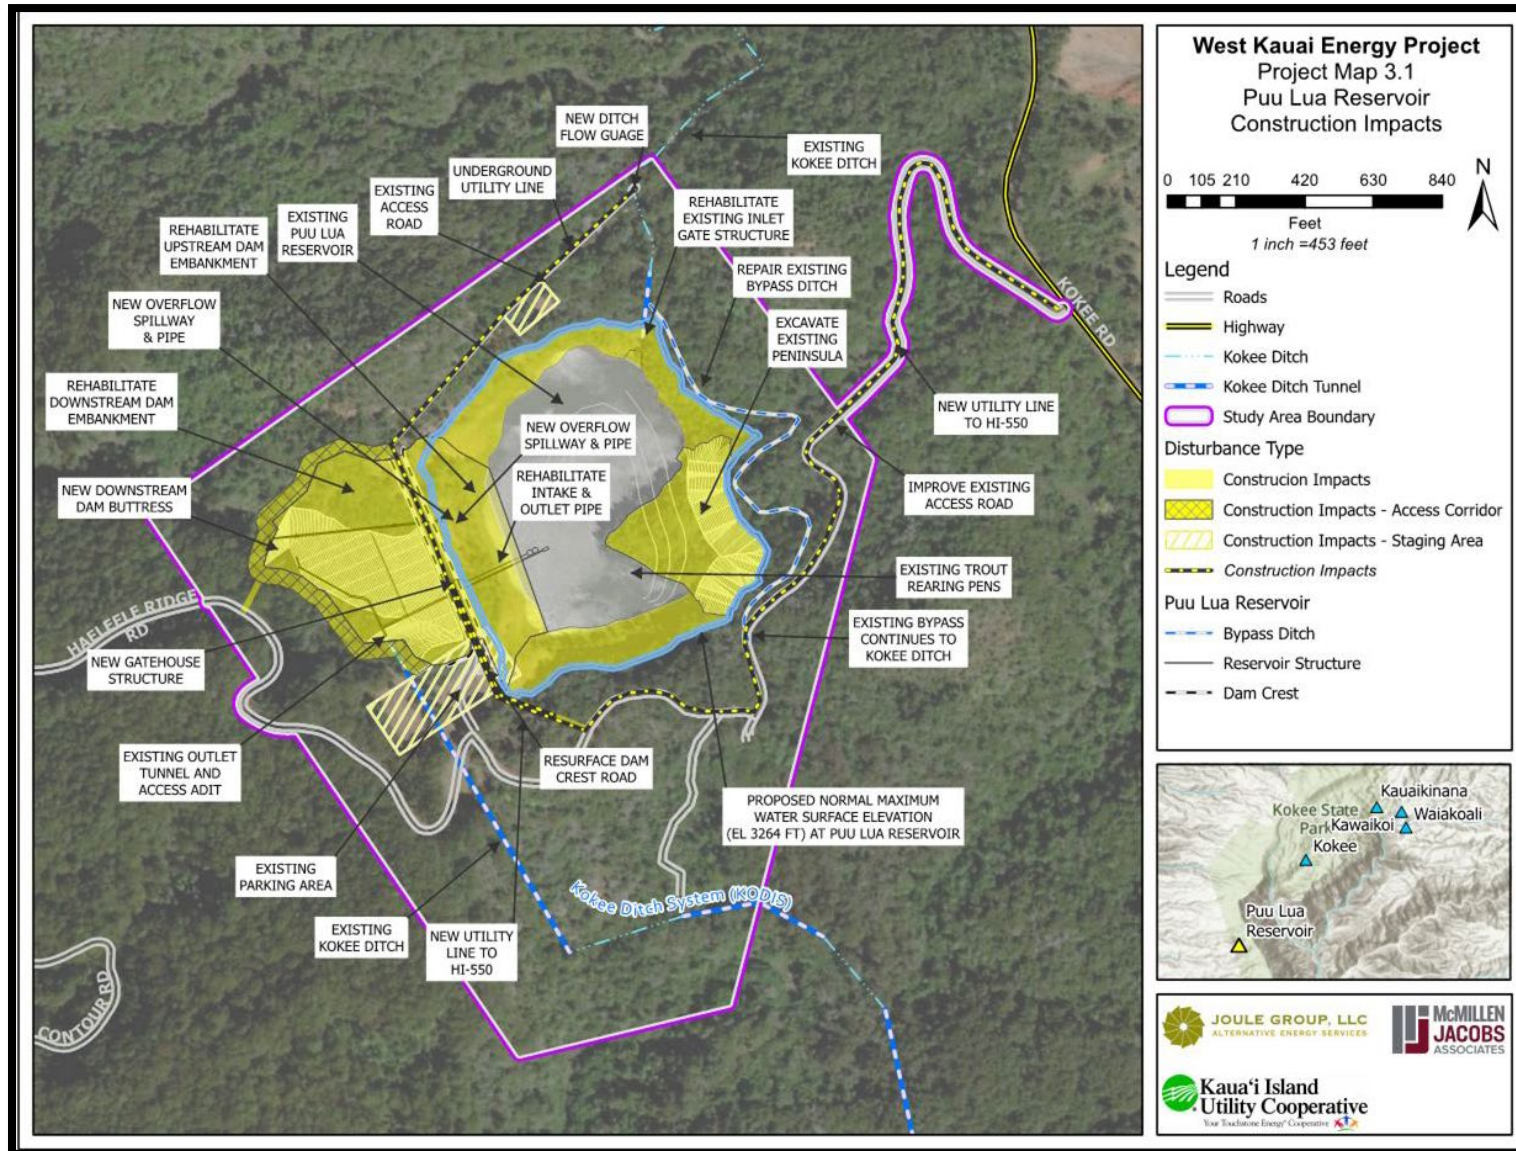 West Kauai Energy Project
Project Map 3.1
Puu Lua Reservoir
Construction Impacts
0 105 210 420 630 840
Feet
1 inch =453 feet
N
Legend
Roads
Highway
Kokee Ditch
Kokee Ditch Tunnel
Study Area Boundary
Disturbance Type
Construcion Impacts
Construction Impacts - Access Corridor
Construction Impacts - Staging Area
Construction Impacts
Puu Lua Reservoir
Bypass Ditch
Reservoir Structure
Dam Crest
NEW DITCH
FLOW GUAGE
EXISTING
KOKEE DITCH
UNDERGROUND
UTILITY LINE
EXISTING
ACCESS
ROAD
REHABILITATE
EXISTING INLET
GATE STRUCTURE
EXISTING
PUU LUA
RESERVOIR
REHABILITATE
UPSTREAM DAM
EMBANKMENT
REPAIR EXISTING
BYPASS DITCH
NEW OVERFLOW
SPILLWAY
& PIPE
EXCAVATE
EXISTING
PENINSULA
KOKEE RD
REHABILITATE
DOWNSTREAM DAM
EMBANKMENT
NEW UTILITY LINE
TO HI-550
NEW OVERFLOW
SPILLWAY & PIPE
REHABILITATE
INTAKE &
OUTLET PIPE
NEW DOWNSTREAM
DAM BUTTRESS
IMPROVE EXISTING
ACCESS ROAD
EXISTING TROUT
REARING PENS
HAELEELE RIDGE
RD
EXISTING BYPASS
CONTINUES TO
KOKEE DITCH
NEW GATEHOUSE
STRUCTURE
EXISTING OUTLET
TUNNEL AND
ACCESS ADIT
RESURFACE DAM
CREST ROAD
PROPOSED NORMAL MAXIMUM
WATER SURFACE ELEVATION
(EL 3264 FT) AT PUU LUA RESERVOIR
EXISTING
PARKING AREA
Kokee Ditch System (KODIS)
EXISTING
KOKEE DITCH
NEW UTILITY
LINE TO
HI-550
CONTOUR RD
Kauaikinana
Kokee State
Park
Waiakoali
Kawaikoi
Kokee
Puu Lua
Reservoir
JOULE GROUP, LLC
ALTERNATIVE ENERGY SERVICES
McMILLEN
JACOBS
ASSOCIATES
Kauaʻi Island
Utility Cooperative
Your Touchstone Energy® Cooperative